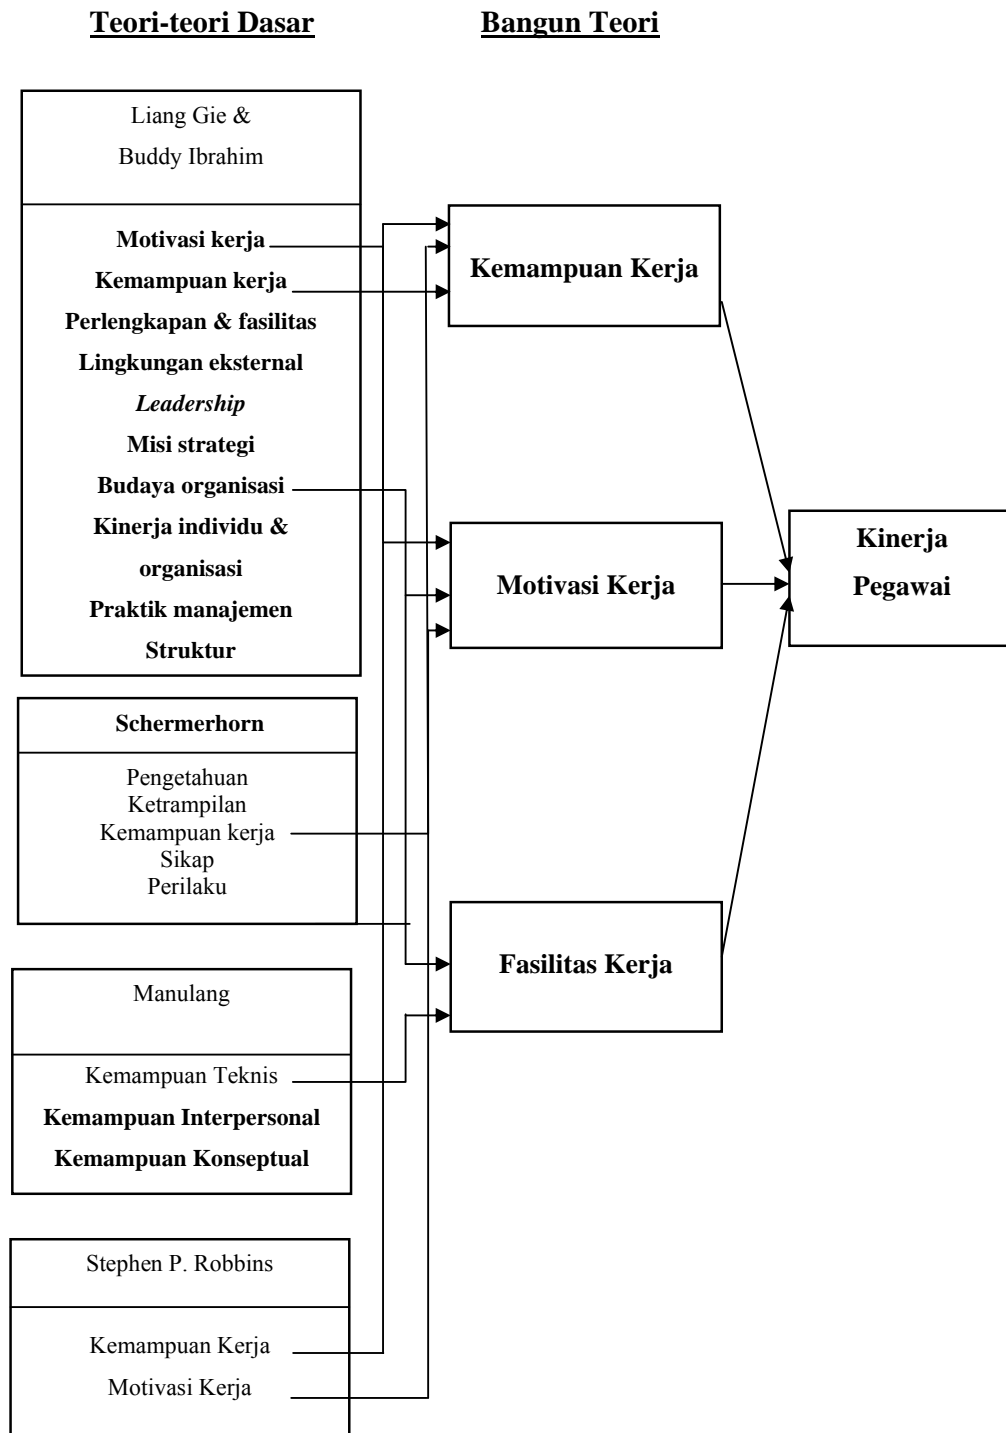 Teori-teori Dasar
Bangun Teori
Liang Gie &
Buddy Ibrahim
Motivasi kerja
Kemampuan kerja
Perlengkapan & fasilitas
Lingkungan eksternal
Leadership
Misi strategi
Budaya organisasi
Kinerja individu &
organisasi
Praktik manajemen
Struktur
Schermerhorn
Pengetahuan
Ketrampilan
Kemampuan kerja
Sikap
Perilaku
Manulang
Kemampuan Teknis
Kemampuan Interpersonal
Kemampuan Konseptual
Stephen P. Robbins
Kemampuan Kerja
Motivasi Kerja
Kemampuan Kerja
Motivasi Kerja
Fasilitas Kerja
Kinerja
Pegawai